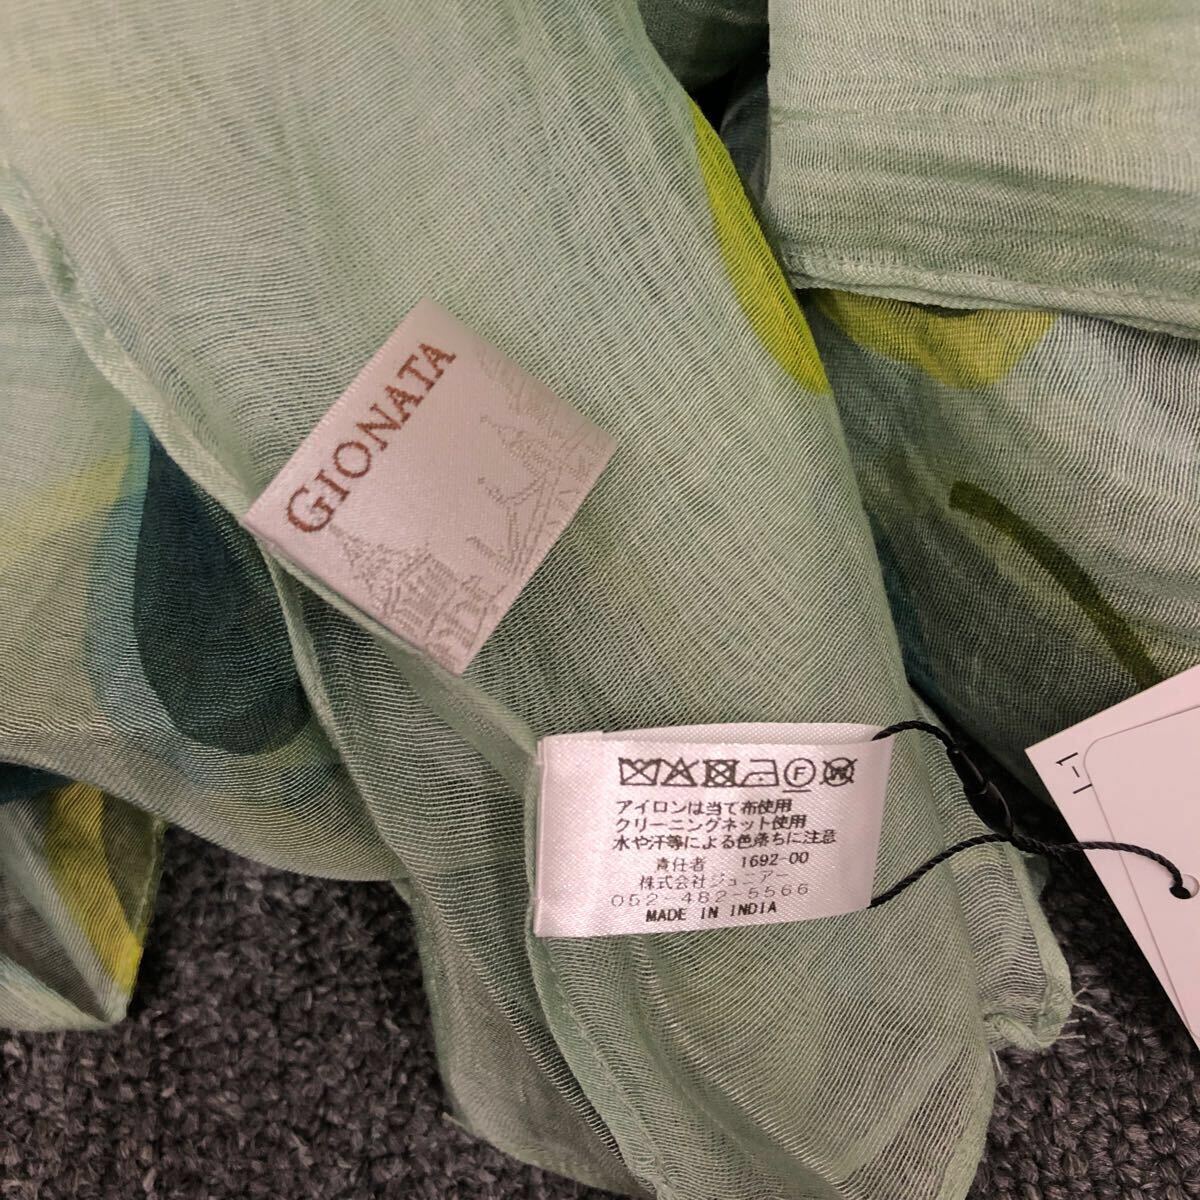 GIONATA
アイロンは当て布使用
クリーニングネット使用
水や汗等による色落ちに注意
責任者 1692-00
株式会社ジュニアー
052-482-5566
MADE IN INDIA